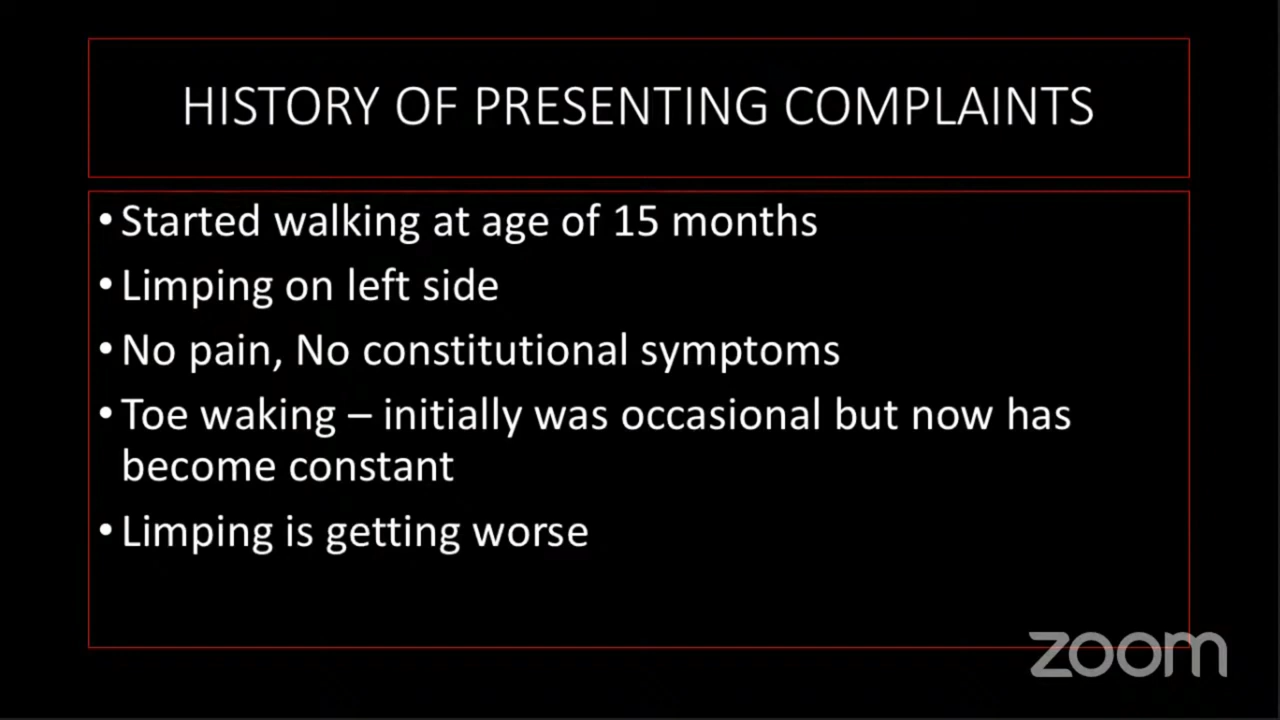 HISTORY OF PRESENTING COMPLAINTS
• Started walking at age of 15 months
• Limping on left side
• No pain, No constitutional symptoms
• Toe waking – initially was occasional but now has
become constant
• Limping is getting worse
zoom